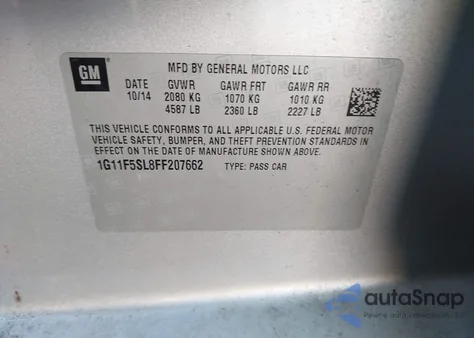 GM
MFD BY GENERAL MOTORS LLC
DATE GVWR GAWR FRT GAWR RR
10/14 2080 KG 1070 KG 1010 KG
4587 LB 2360 LB 2227 LB
THIS VEHICLE CONFORMS TO ALL APPLICABLE U.S. FEDERAL MOTOR
VEHICLE SAFETY, BUMPER, AND THEFT PREVENTION STANDARDS IN
EFFECT ON THE DATE OF MANUFACTURE SHOWN ABOVE.
1G11F5SL8FF207662 TYPE: PASS CAR
autoSnap